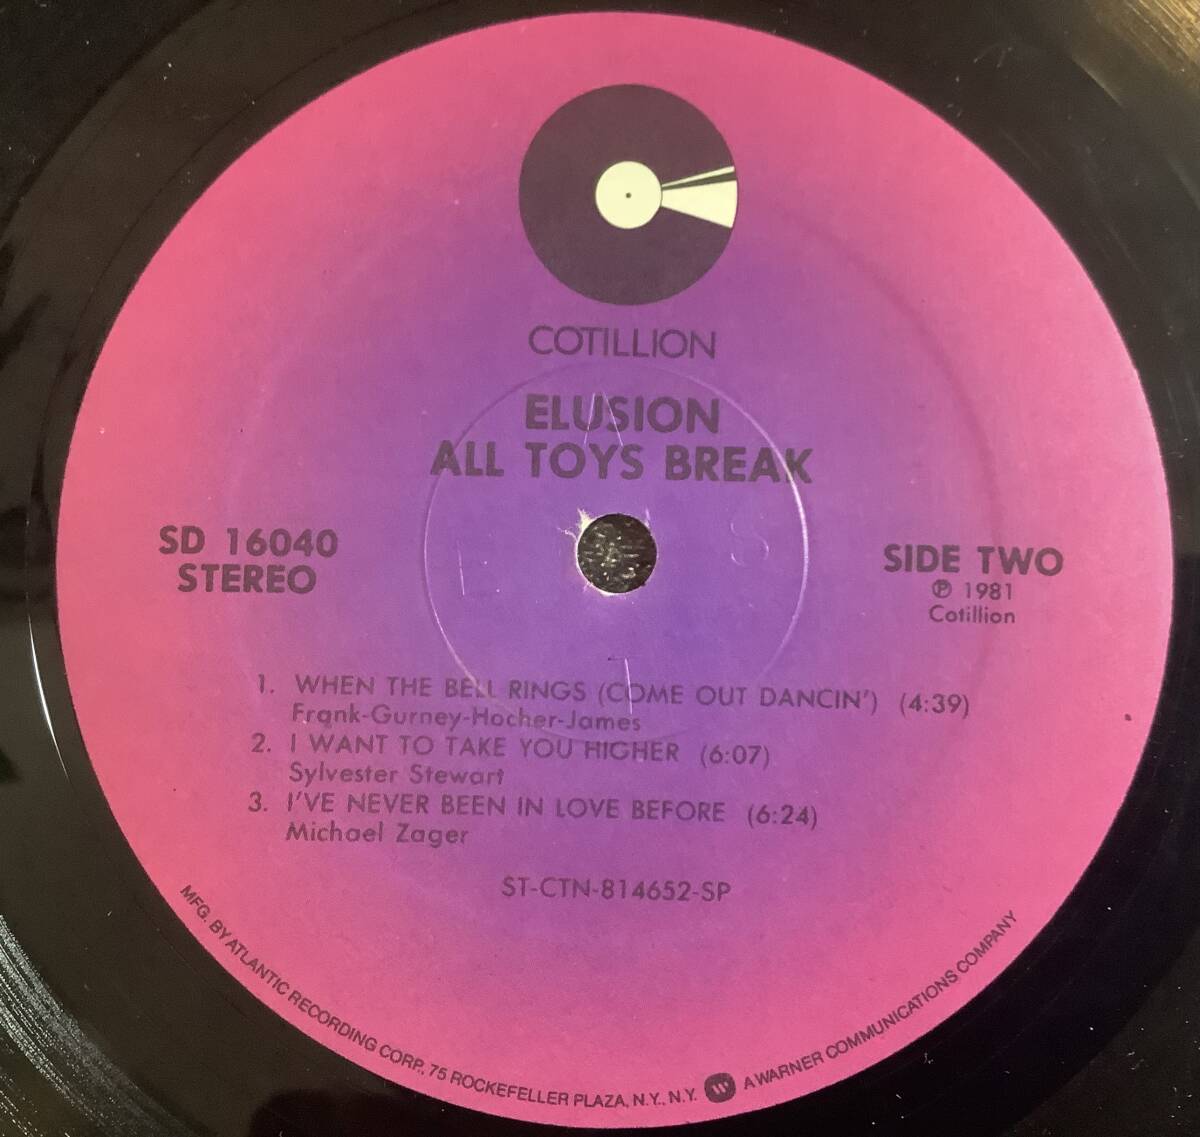 COTILLION
ELUSION
ALL TOYS BREAK
SD 16040
STEREO
SIDE TWO
℗ 1981
Cotillion
1. WHEN THE BELL RINGS (COME OUT DANCIN') (4:39)
Frank-Gurney-Hocher-James
2. I WANT TO TAKE YOU HIGHER (6:07)
Sylvester Stewart
3. I'VE NEVER BEEN IN LOVE BEFORE (6:24)
Michael Zager
ST-CTN-814652-SP
MFG. BY ATLANTIC RECORDING CORP., 75 ROCKEFELLER PLAZA, N.Y., N.Y. W A WARNER COMMUNICATIONS COMPANY